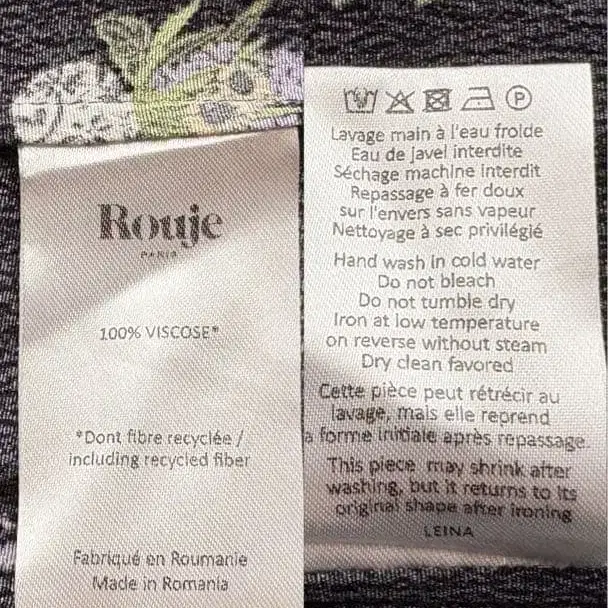 Rouje
PARIS
100% VISCOSE*
*Dont fibre recyclée /
including recycled fiber
Fabriqué en Roumanie
Made in Romania
P
Lavage main à l'eau froide
Eau de javel interdite
Séchage machine interdit
Repassage à fer doux
sur l'envers sans vapeur
Nettoyage à sec privilégié
Hand wash in cold water
Do not bleach
Do not tumble dry
Iron at low temperature
on reverse without steam
Dry clean favored
Cette pièce peut rétrécir au
lavage, mais elle reprend
a forme initiale après repassage.
This piece may shrink after
washing, but it returns to its
original shape after ironing
LEINA